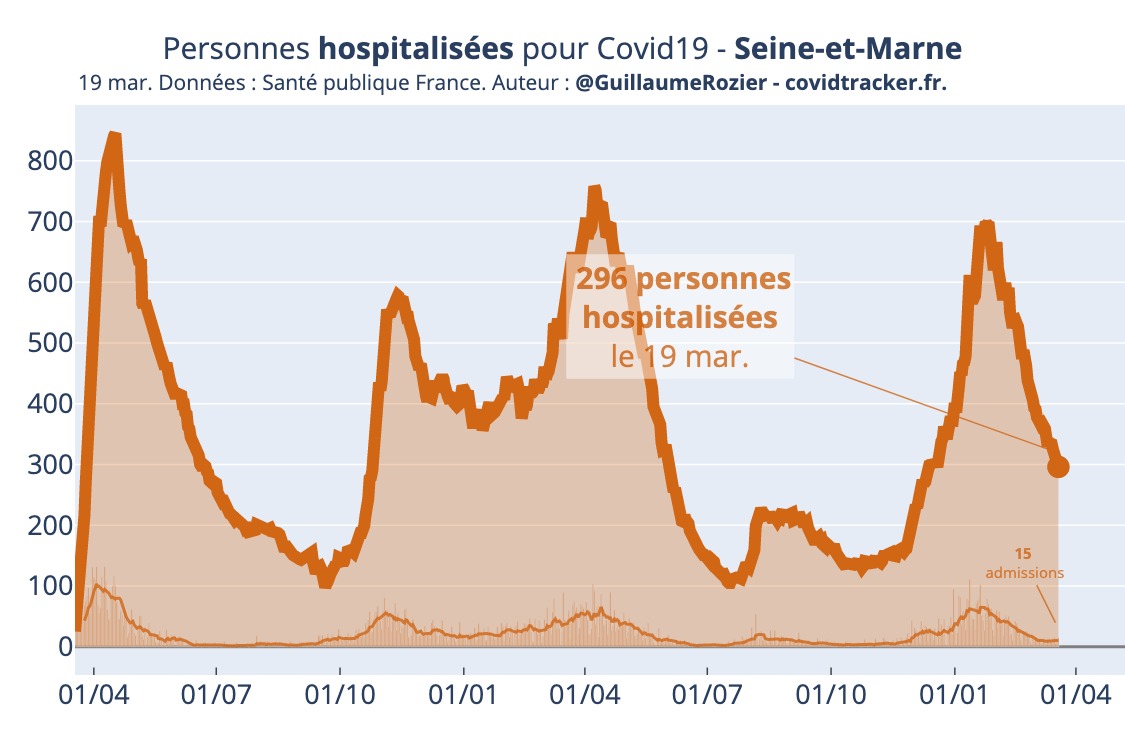 Personnes hospitalisées pour Covid19 - Seine-et-Marne
19 mar. Données : Santé publique France. Auteur : @GuillaumeRozier - covidtracker.fr.
800
700
600
500
400
300
200
100
0
296 personnes
hospitalisées
le 19 mar.
15
admissions
01/04 01/07 01/10 01/01 01/04 01/07 01/10 01/01 01/04